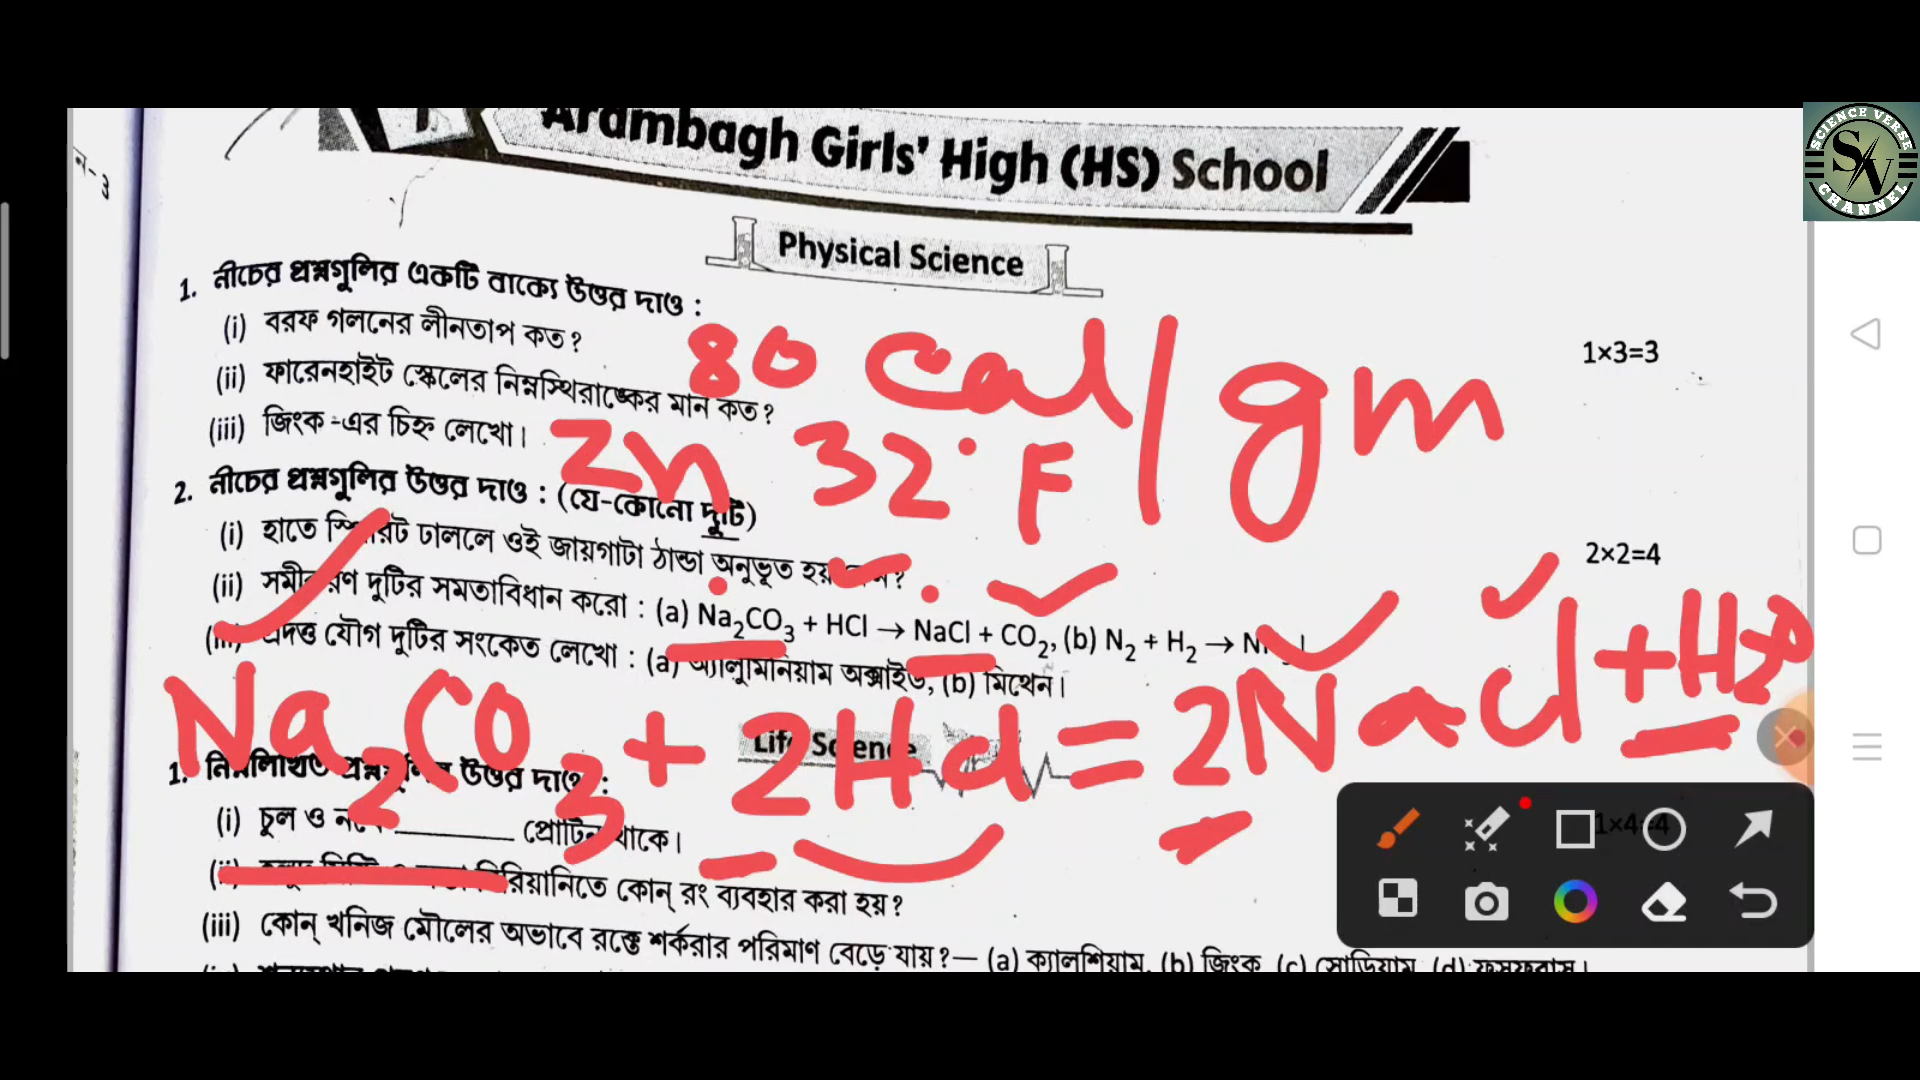 Arambagh Girls' High (HS) School
SCIENCE VERSE
SV
CHANNEL
Physical Science
1. নীচের প্রশ্নগুলির একটি বাক্যে উত্তর দাও :
1×3=3
(i) বরফ গলনের লীনতাপ কত?
80 cal/gm
(ii) ফারেনহাইট স্কেলের নিম্নস্থিরাঙ্কের মান কত?
32° F
(iii) জিংক -এর চিহ্ন লেখো।
Zn
2. নীচের প্রশ্নগুলির উত্তর দাও : (যে-কোনো দুটি)
2×2=4
(i) হাতে স্পিরিট ঢাললে ওই জায়গাটা ঠান্ডা অনুভূত হয় কেন?
(ii) সমীকরণ দুটির সমতাবিধান করো : (a) Na₂CO₃ + HCl → NaCl + CO₂, (b) N₂ + H₂ →
(iii) প্রদত্ত যৌগ দুটির সংকেত লেখো : (a) অ্যালুমিনিয়াম অক্সাইড, (b) মিথেন।
Na₂CO₃ + 2HCl = 2NaCl + H₂O
Life Science
1. নিম্নলিখিত প্রশ্নগুলির উত্তর দাও :
1×4=4
(i) চুল ও নখে ________ প্রোটিন থাকে।
(ii) বিরিয়ানিতে কোন্ রং ব্যবহার করা হয়?
(iii) কোন্ খনিজ মৌলের অভাবে রক্তে শর্করার পরিমাণ বেড়ে যায়?— (a) ক্যালশিয়াম, (b) জিংক, (c) সোডিয়াম, (d) ফসফরাস।